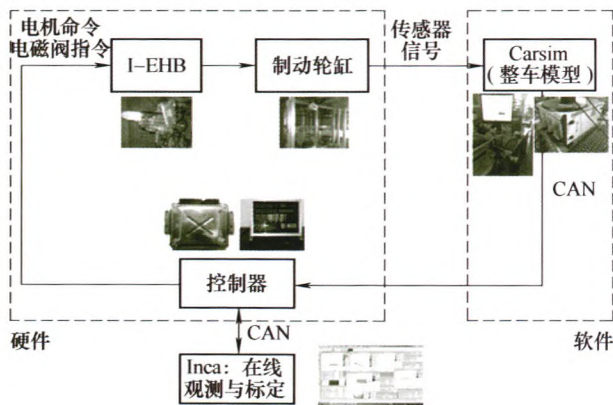 电机命令
电磁阀指令
I-EHB
制动轮缸
传感器
信号
Carsim
(整车模型)
CAN
控制器
硬件
CAN
软件
Inca：在线
观测与标定